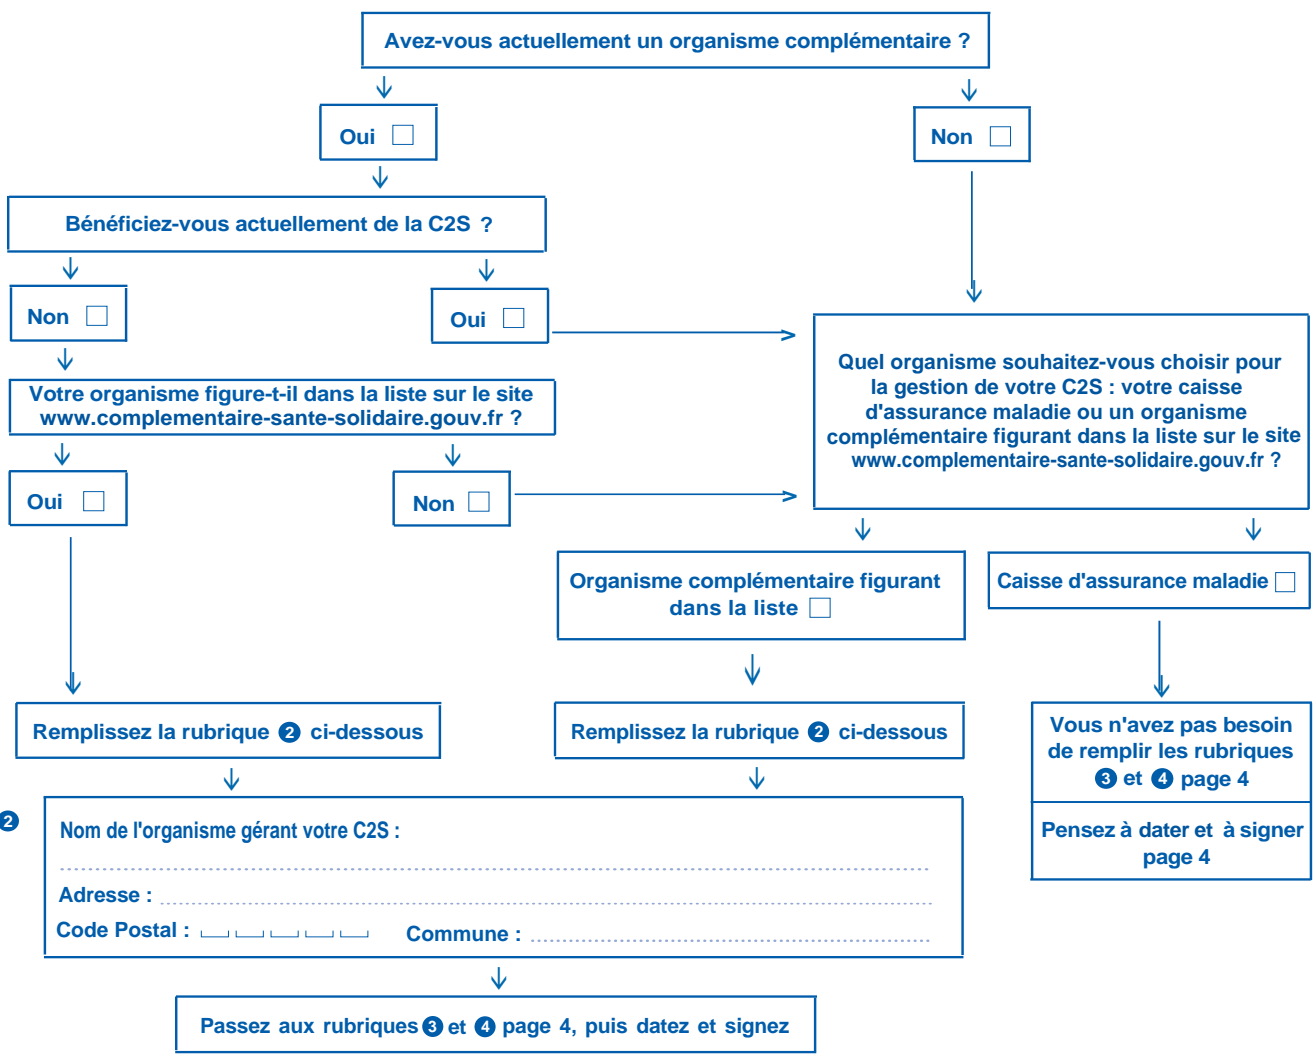 Avez-vous actuellement un organisme complémentaire ?
Oui
Non
Bénéficiez-vous actuellement de la C2S ?
Non
Oui
Quel organisme souhaitez-vous choisir pour
la gestion de votre C2S : votre caisse
d'assurance maladie ou un organisme
complémentaire figurant dans la liste sur le site
www.complementaire-sante-solidaire.gouv.fr ?
Votre organisme figure-t-il dans la liste sur le site
www.complementaire-sante-solidaire.gouv.fr ?
Oui
Non
Organisme complémentaire figurant
dans la liste
Caisse d'assurance maladie
Remplissez la rubrique 2 ci-dessous
Remplissez la rubrique 2 ci-dessous
Vous n'avez pas besoin
de remplir les rubriques
3 et 4 page 4
Pensez à dater et à signer
page 4
2
Nom de l'organisme gérant votre C2S :
Adresse :
Code Postal :
Commune :
Passez aux rubriques 3 et 4 page 4, puis datez et signez